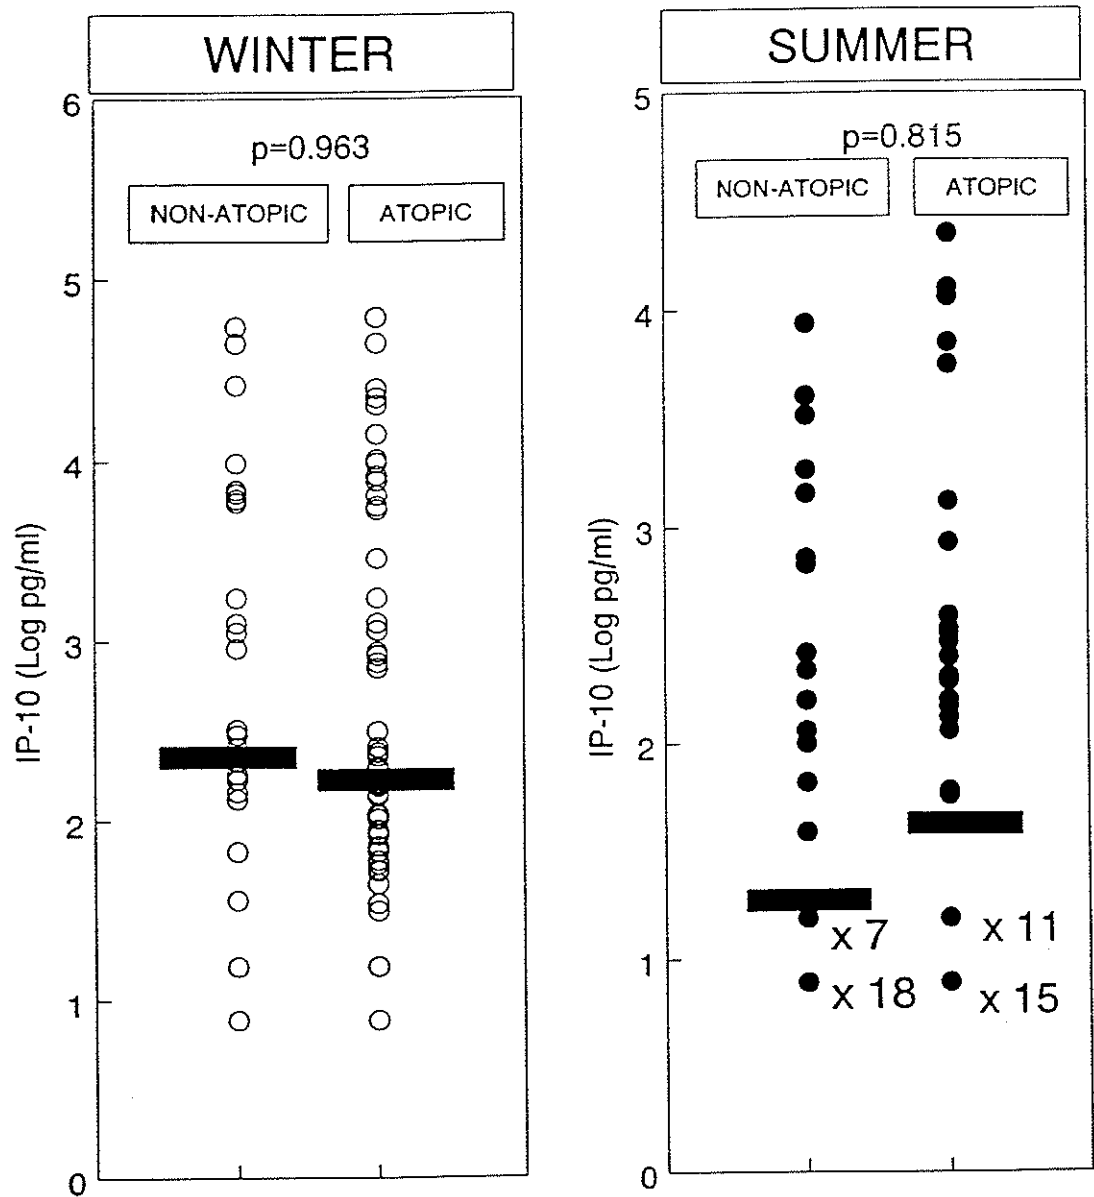 WINTER
p=0.963
NON-ATOPIC
ATOPIC
IP-10 (Log pg/ml)
6
5
4
3
2
1
0
SUMMER
p=0.815
NON-ATOPIC
ATOPIC
IP-10 (Log pg/ml)
5
4
3
2
1
0
x 7
x 11
x 18
x 15